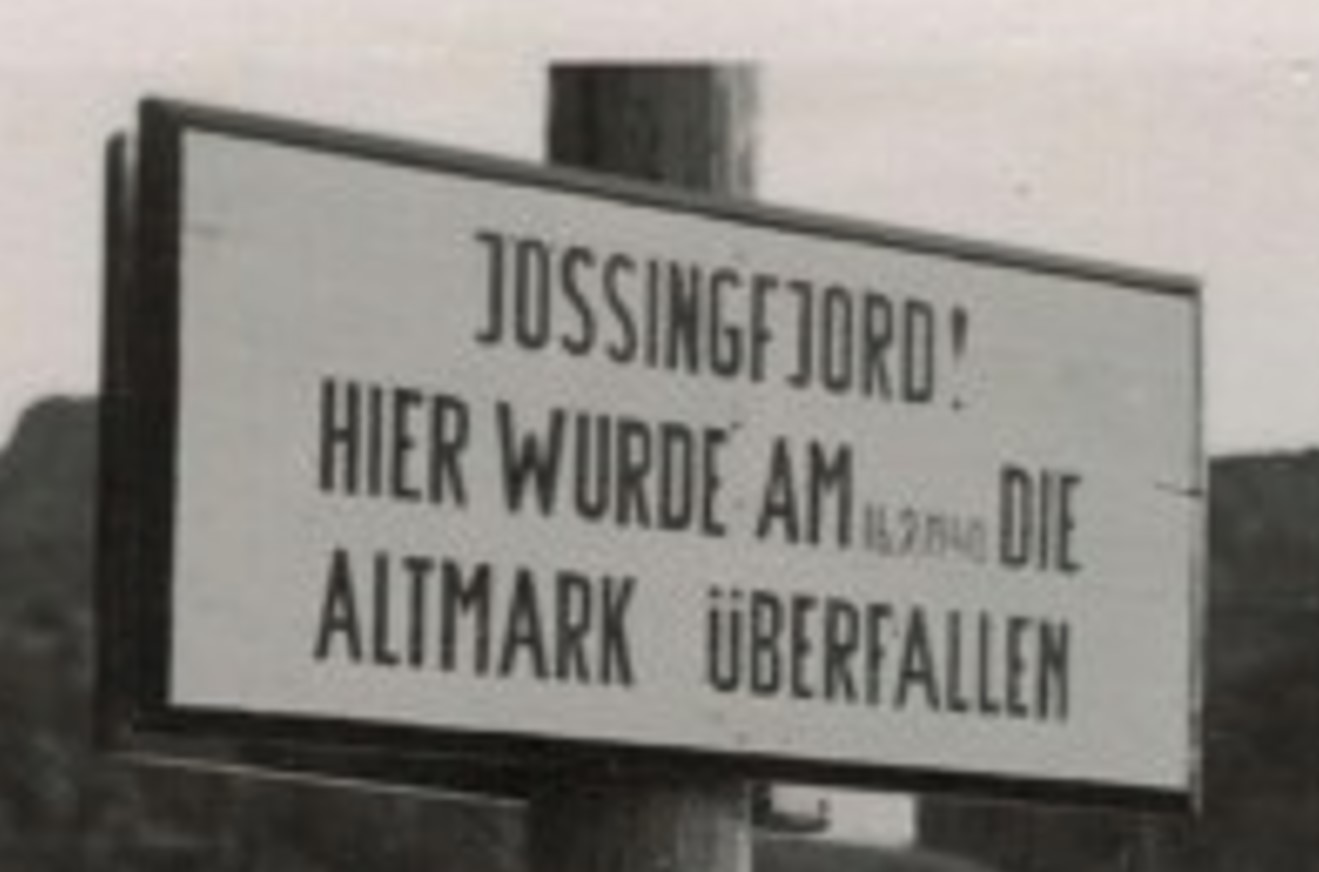 JOSSINGFJORD!
HIER WURDE AM 16.2.1940 DIE
ALTMARK ÜBERFALLEN